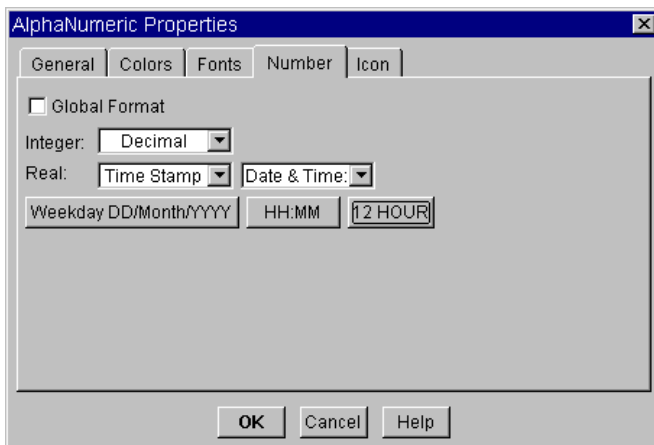 AlphaNumeric Properties
General Colors Fonts Number Icon
Global Format
Integer: Decimal
Real: Time Stamp Date & Time:
Weekday DD/Month/YYYY HH:MM 12 HOUR
OK Cancel Help